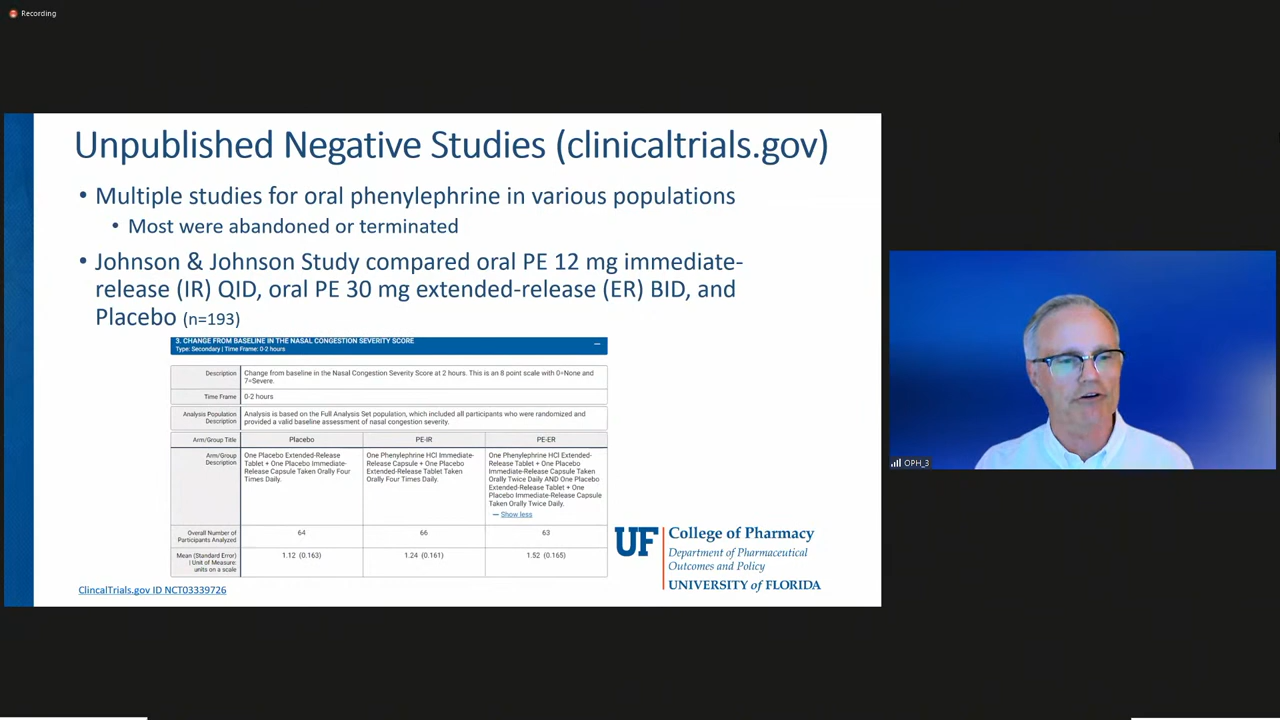 Recording
Unpublished Negative Studies (clinicaltrials.gov)
• Multiple studies for oral phenylephrine in various populations
• Most were abandoned or terminated
• Johnson & Johnson Study compared oral PE 12 mg immediate-
release (IR) QID, oral PE 30 mg extended-release (ER) BID, and
Placebo (n=193)
3. CHANGE FROM BASELINE IN THE NASAL CONGESTION SEVERITY SCORE
Type: Secondary | Time Frame: 0-2 hours
Description
Change from baseline in the Nasal Congestion Severity Score at 2 hours. This is an 8 point scale with 0=None and
7=Severe.
Time Frame
0-2 hours
Analysis Population
Description
Analysis is based on the Full Analysis Set population, which included all participants who were randomized and
provided a valid baseline assessment of nasal congestion severity.
Arm/Group Title
Placebo
PE-IR
PE-ER
Arm/Group
Description
One Placebo Extended-Release
Tablet + One Placebo Immediate-
Release Capsule Taken Orally Four
Times Daily.
One Phenylephrine HCl Immediate-
Release Capsule + One Placebo
Extended-Release Tablet Taken
Orally Four Times Daily.
One Phenylephrine HCl Extended-
Release Tablet + One Placebo
Immediate-Release Capsule Taken
Orally Twice Daily AND One Placebo
Extended-Release Tablet + One
Placebo Immediate-Release Capsule
Taken Orally Twice Daily.
— Show less
Overall Number of
Participants Analyzed
64
66
63
Mean (Standard Error)
| Unit of Measure:
units on a scale
1.12 (0.163)
1.24 (0.161)
1.52 (0.165)
ClincalTrials.gov ID NCT03339726
UF
College of Pharmacy
Department of Pharmaceutical
Outcomes and Policy
UNIVERSITY of FLORIDA
OPH_3